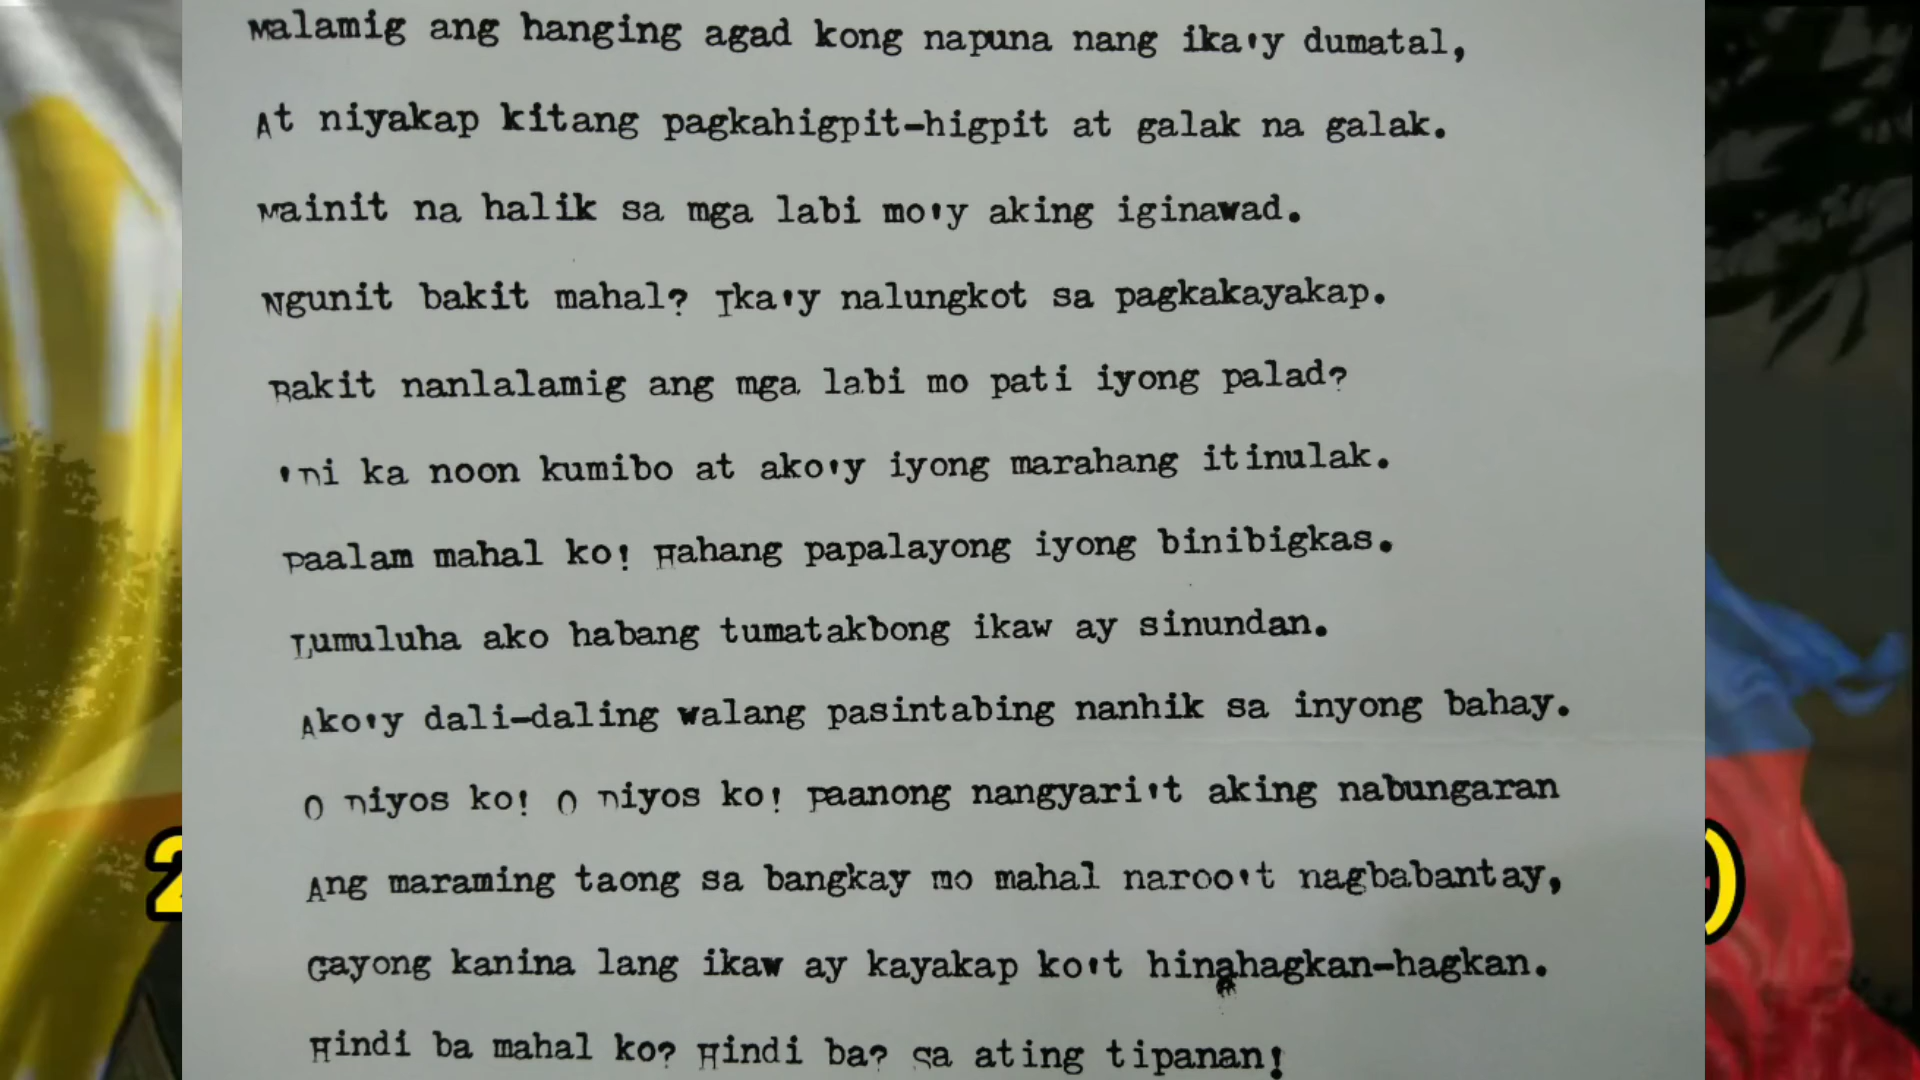 Malamig ang hanging agad kong napuna nang ika'y dumatal,
At niyakap kitang pagkahigpit-higpit at galak na galak.
Mainit na halik sa mga labi mo'y aking iginawad.
Ngunit bakit mahal? Ika'y nalungkot sa pagkakayakap.
Bakit nanlalamig ang mga labi mo pati iyong palad?
'Di ka noon kumibo at ako'y iyong marahang itinulak.
Paalam mahal ko! Hahang papalayong iyong binibigkas.
Lumuluha ako habang tumatakbong ikaw ay sinundan.
Ako'y dali-daling walang pasintabing nanhik sa inyong bahay.
O Diyos ko! O Diyos ko! Paanong nangyari't aking nabungaran
Ang maraming taong sa bangkay mo mahal naroo't nagbabantay,
Gayong kanina lang ikaw ay kayakap ko't hinahagkan-hagkan.
Hindi ba mahal ko? Hindi ba? Sa ating tipanan!
2 )